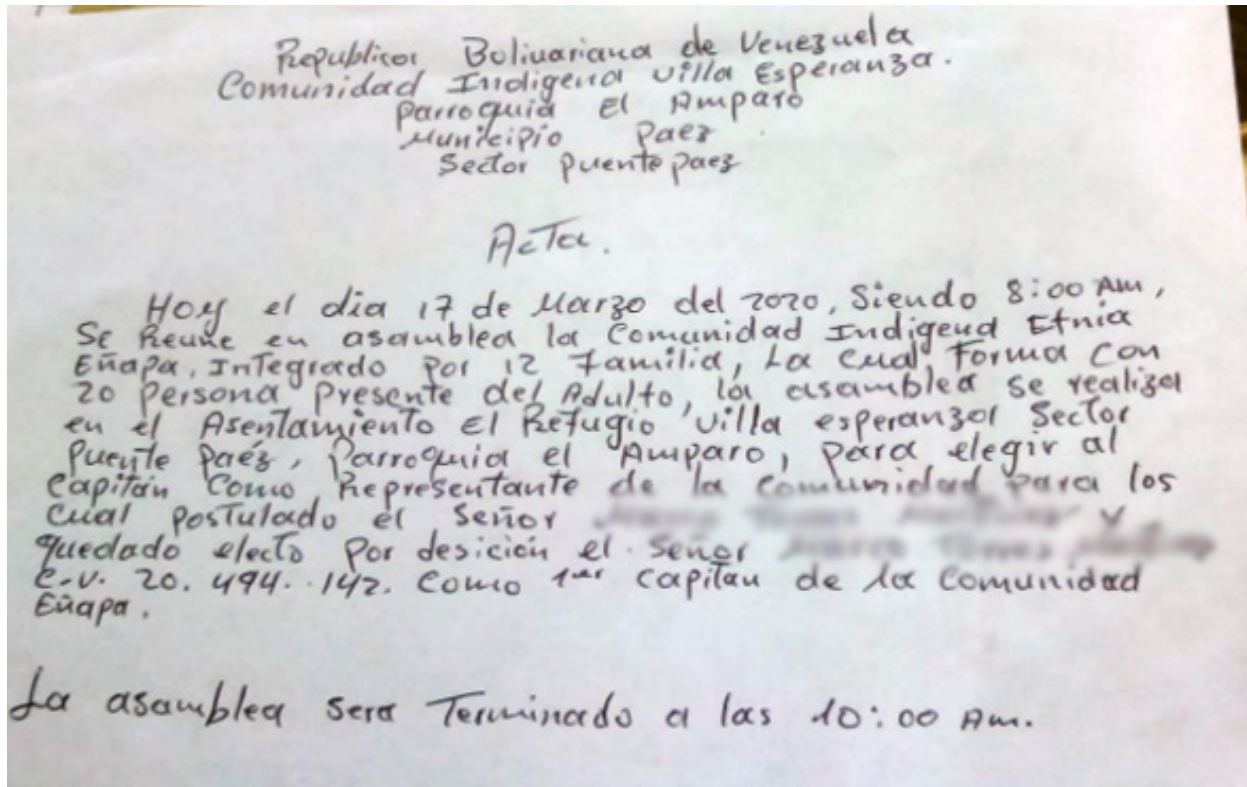 Republica Bolivariana de Venezuela
Comunidad Indigena Villa Esperanza.
Parroquia El Amparo
Municipio Paez
Sector Puente paez
Acta.
Hoy el dia 17 de Marzo del 2020, Siendo 8:00 Am,
Se Reune en asamblea la Comunidad Indigena Etnia
Eñapa, Integrado Por 12 Familia, La cual Forma Con
20 Persona Presente del Adulto, la asamblea se realiza
en el Asentamiento El Refugio Villa esperanza Sector
Puente Paéz, Parroquia el Amparo, Para elegir al
Capitán Como Representante de la Comunidad Para los
Cual Postulado el Señor y
quedado electo Por desición el Señor
C.V. 20.494.142. Como 1er Capitan de la Comunidad
Eñapa.
La asamblea sera Terminado a las 10:00 Am.